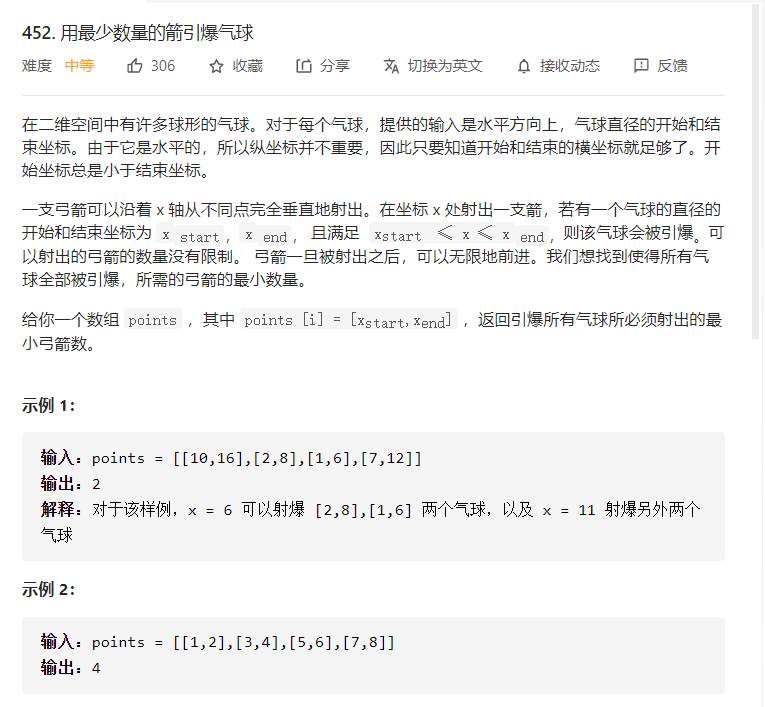 452. 用最少数量的箭引爆气球
难度 中等 306 收藏 分享 切换为英文 接收动态 反馈
在二维空间中有许多球形的气球。对于每个气球，提供的输入是水平方向上，气球直径的开始和结
束坐标。由于它是水平的，所以纵坐标并不重要，因此只要知道开始和结束的横坐标就足够了。开
始坐标总是小于结束坐标。
一支弓箭可以沿着 x 轴从不同点完全垂直地射出。在坐标 x 处射出一支箭，若有一个气球的直径的
开始和结束坐标为 x start，x end， 且满足 xstart ≤ x ≤ x end，则该气球会被引爆。可
以射出的弓箭的数量没有限制。 弓箭一旦被射出之后，可以无限地前进。我们想找到使得所有气
球全部被引爆，所需的弓箭的最小数量。
给你一个数组 points ，其中 points [i] = [xstart,xend] ，返回引爆所有气球所必须射出的最
小弓箭数。
示例 1：
输入：points = [[10,16],[2,8],[1,6],[7,12]]
输出：2
解释：对于该样例，x = 6 可以射爆 [2,8],[1,6] 两个气球，以及 x = 11 射爆另外两个
气球
示例 2：
输入：points = [[1,2],[3,4],[5,6],[7,8]]
输出：4